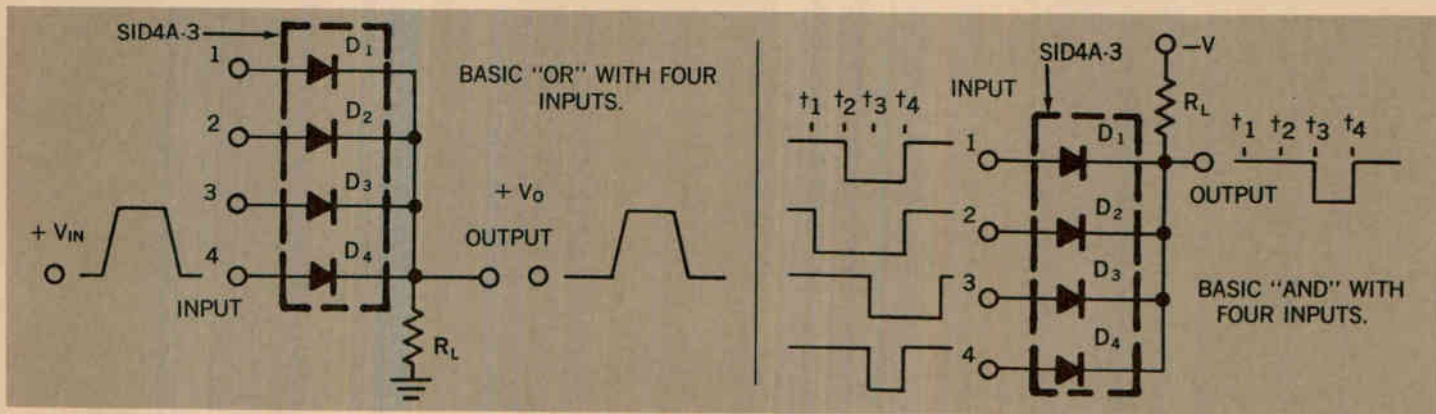 SID4A-3
1
D1
BASIC "OR" WITH FOUR
INPUTS.
2
D2
3
D3
+ VIN
4
D4
INPUT
+ Vo
OUTPUT
RL
SID4A-3
–V
RL
INPUT
t1 t2 t3 t4
1
D1
t1 t2 t3 t4
OUTPUT
2
D2
3
D3
BASIC "AND" WITH
FOUR INPUTS.
4
D4